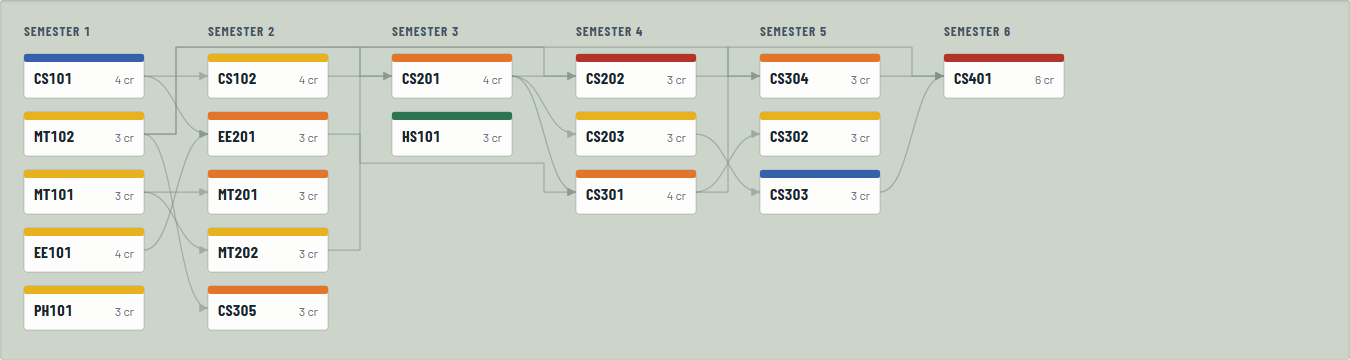 SEMESTER 1
SEMESTER 2
SEMESTER 3
SEMESTER 4
SEMESTER 5
SEMESTER 6
CS101 4 cr
CS102 4 cr
CS201 4 cr
CS202 3 cr
CS304 3 cr
CS401 6 cr
MT102 3 cr
EE201 3 cr
HS101 3 cr
CS203 3 cr
CS302 3 cr
MT101 3 cr
MT201 3 cr
CS301 4 cr
CS303 3 cr
EE101 4 cr
MT202 3 cr
PH101 3 cr
CS305 3 cr